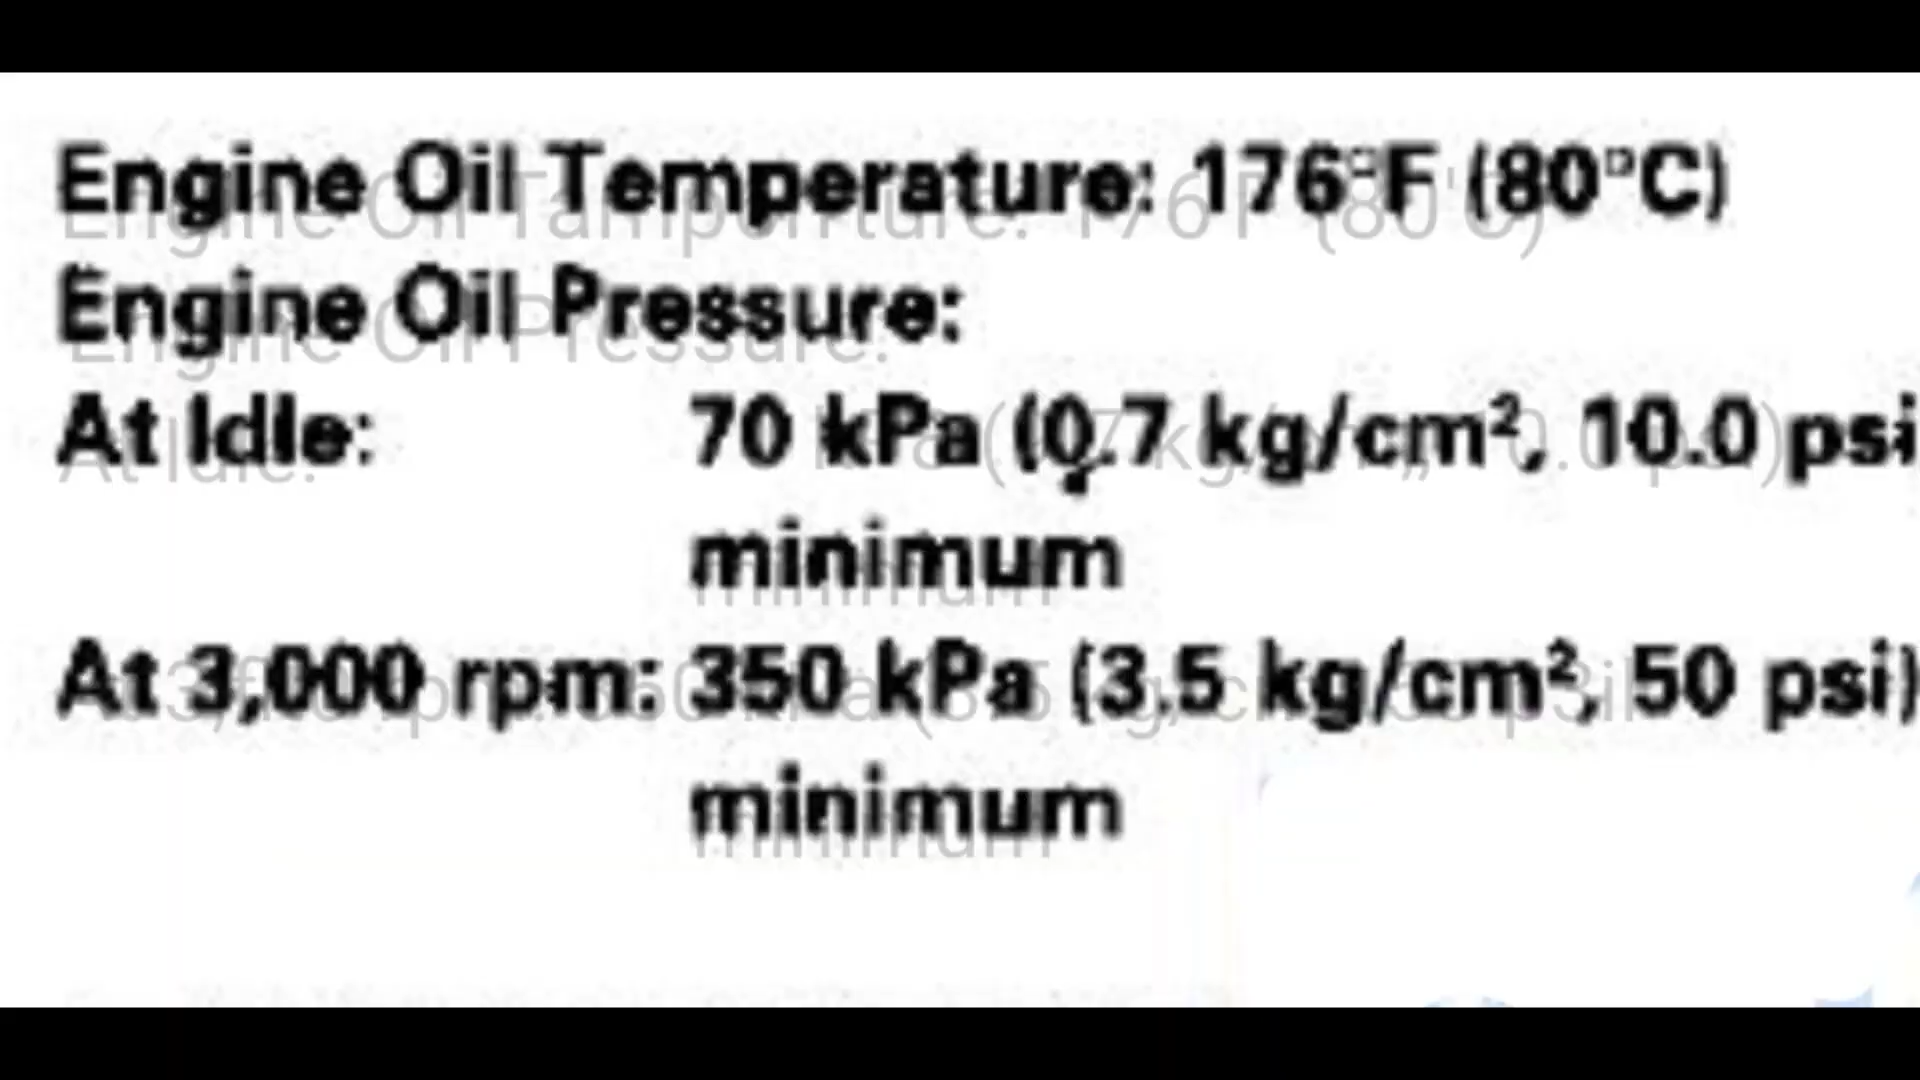 Engine Oil Temperature: 176°F (80°C)
Engine Oil Pressure:
At Idle: 70 kPa (0.7 kg/cm², 10.0 psi
minimum
At 3,000 rpm: 350 kPa (3.5 kg/cm², 50 psi)
minimum